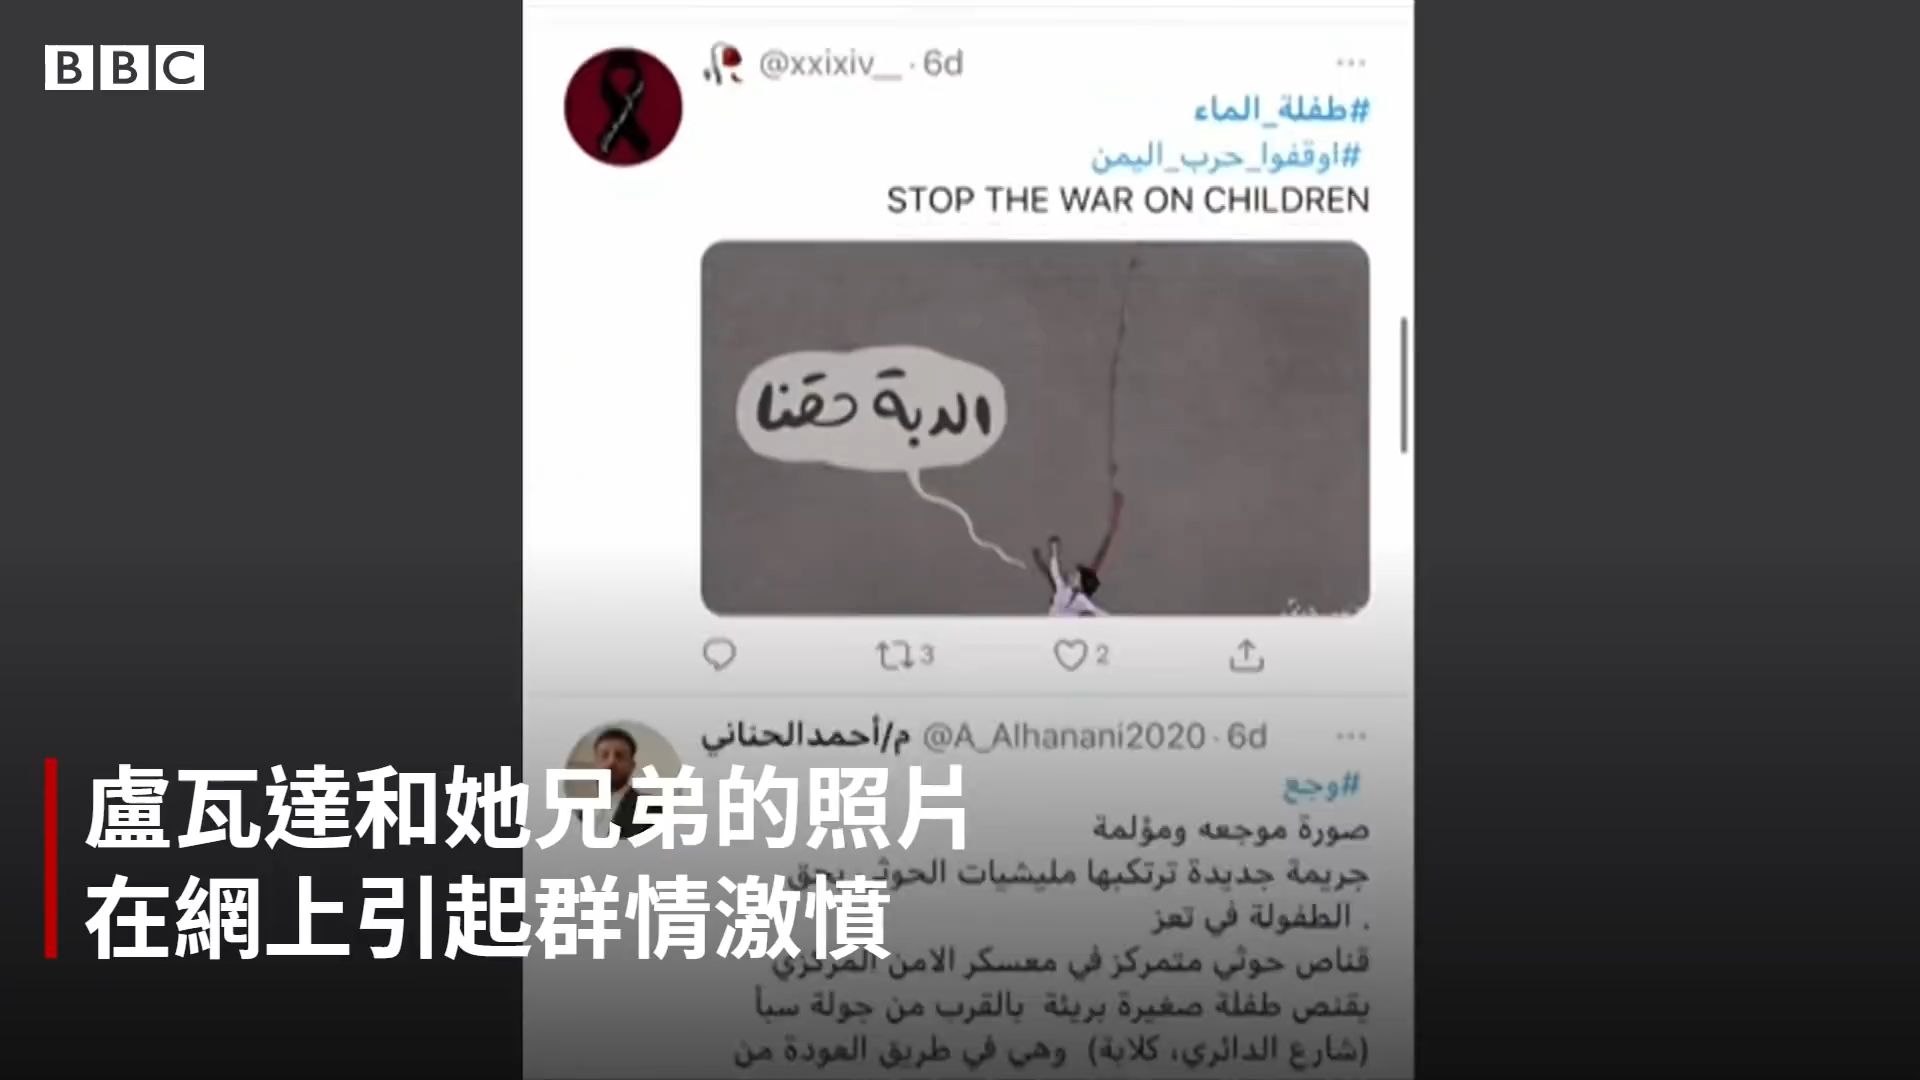 BBC
@xxixiv__ · 6d
#طفلة_الماء
#اوقفوا_حرب_اليمن
STOP THE WAR ON CHILDREN
الدبة حقنا
3
2
م/أحمدالحناني @A_Alhanani2020 · 6d
#وجع
صورة موجعه ومؤلمة
جريمة جديدة ترتكبها مليشيات الحوثي بحق
الطفولة في تعز .
قناص حوثي متمركز في معسكر الامن المركزي
يقنص طفلة صغيرة بريئة بالقرب من جولة سبأ
(شارع الدائري، كلابة) وهي في طريق العودة من
盧瓦達和她兄弟的照片
在網上引起群情激憤